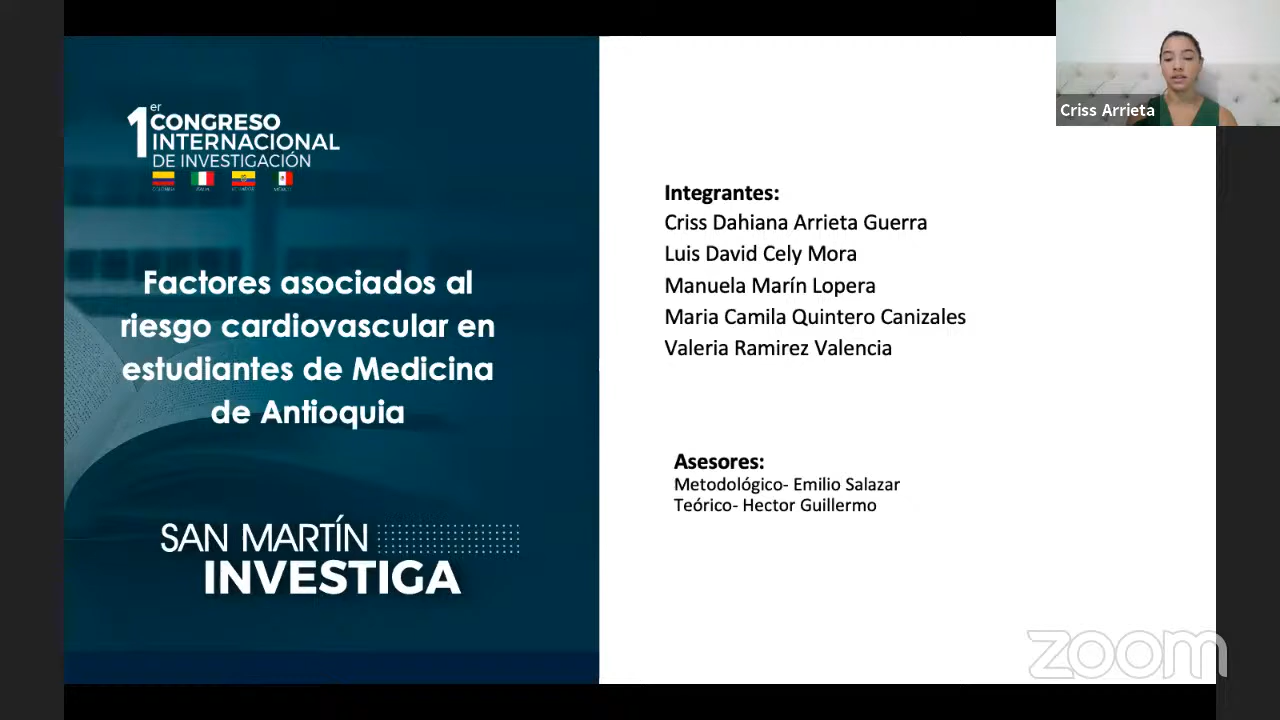 1er CONGRESO
INTERNACIONAL
DE INVESTIGACIÓN
COLOMBIA
MÉXICO
Factores asociados al
riesgo cardiovascular en
estudiantes de Medicina
de Antioquia
SAN MARTÍN
INVESTIGA
Integrantes:
Criss Dahiana Arrieta Guerra
Luis David Cely Mora
Manuela Marín Lopera
Maria Camila Quintero Canizales
Valeria Ramirez Valencia
Asesores:
Metodológico- Emilio Salazar
Teórico- Hector Guillermo
Criss Arrieta
zoom